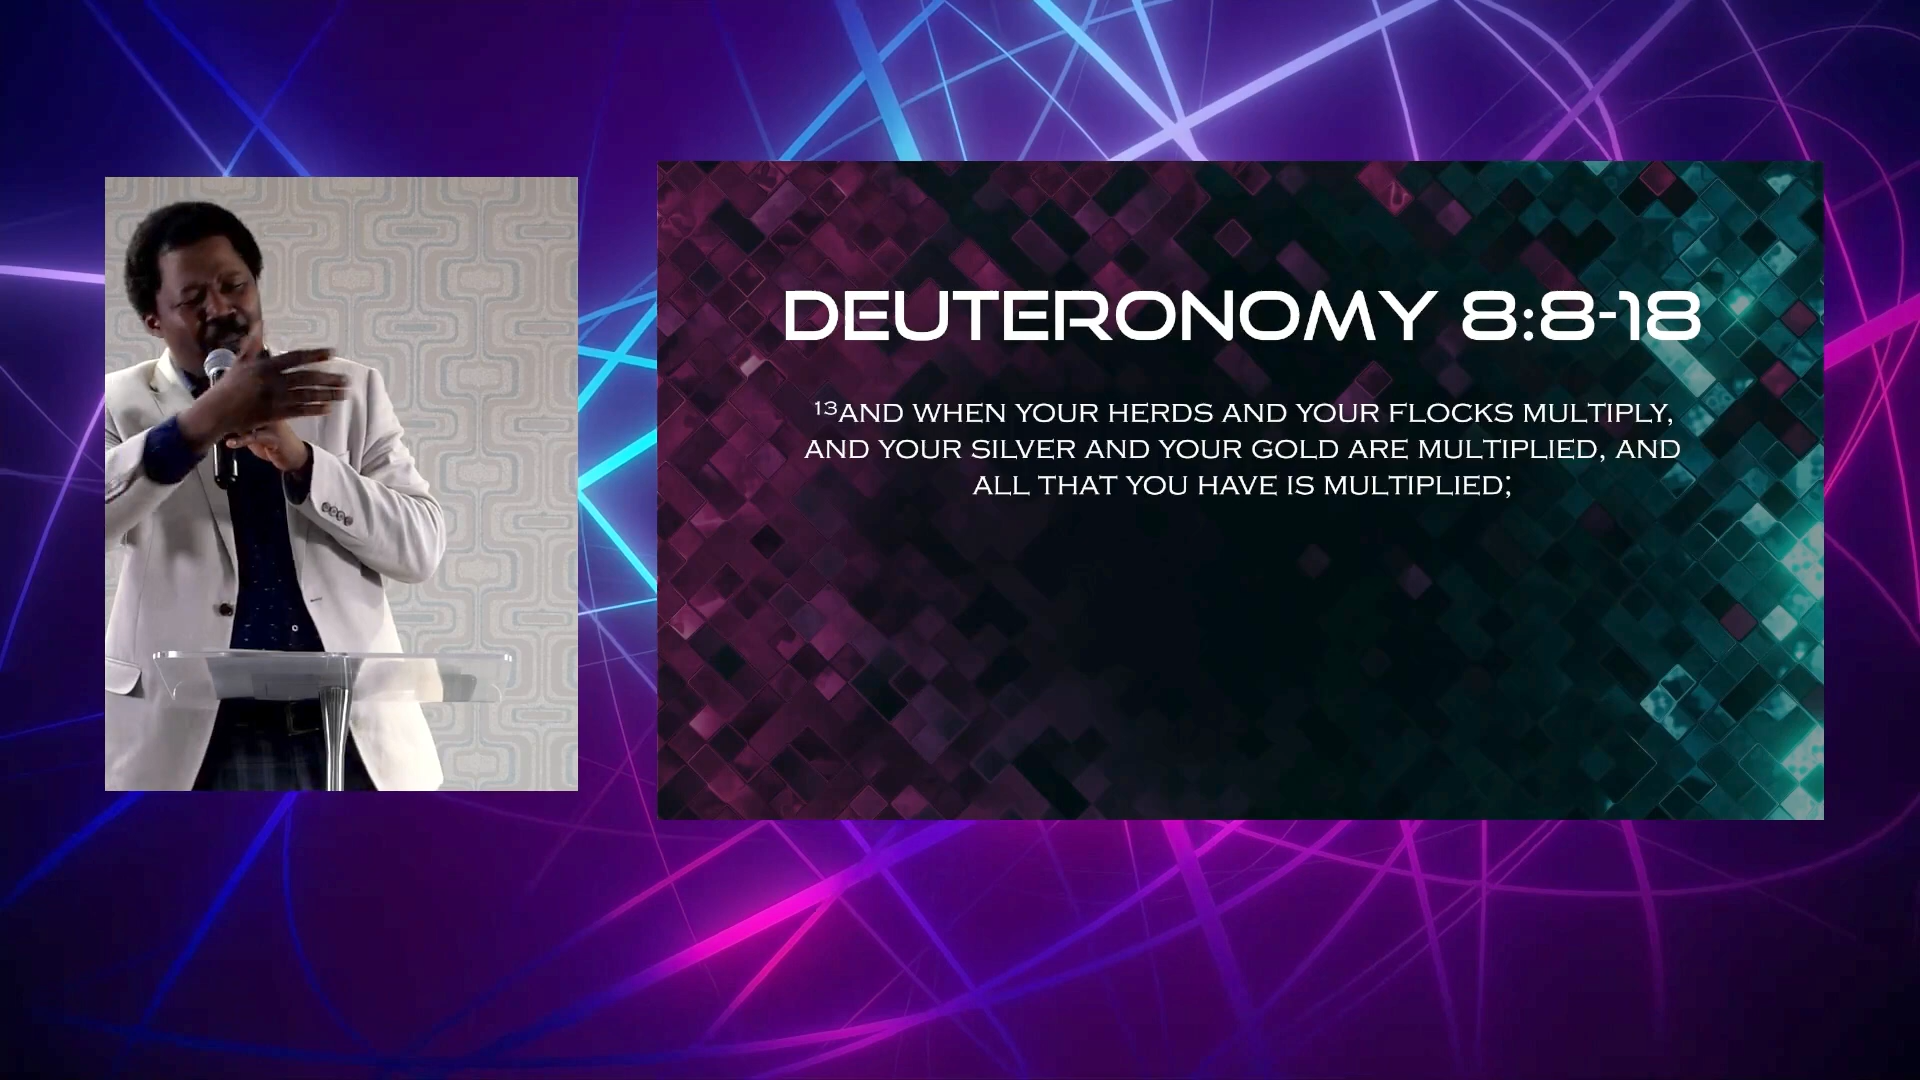 DEUTERONOMY 8:8-18
¹³AND WHEN YOUR HERDS AND YOUR FLOCKS MULTIPLY,
AND YOUR SILVER AND YOUR GOLD ARE MULTIPLIED, AND
ALL THAT YOU HAVE IS MULTIPLIED;